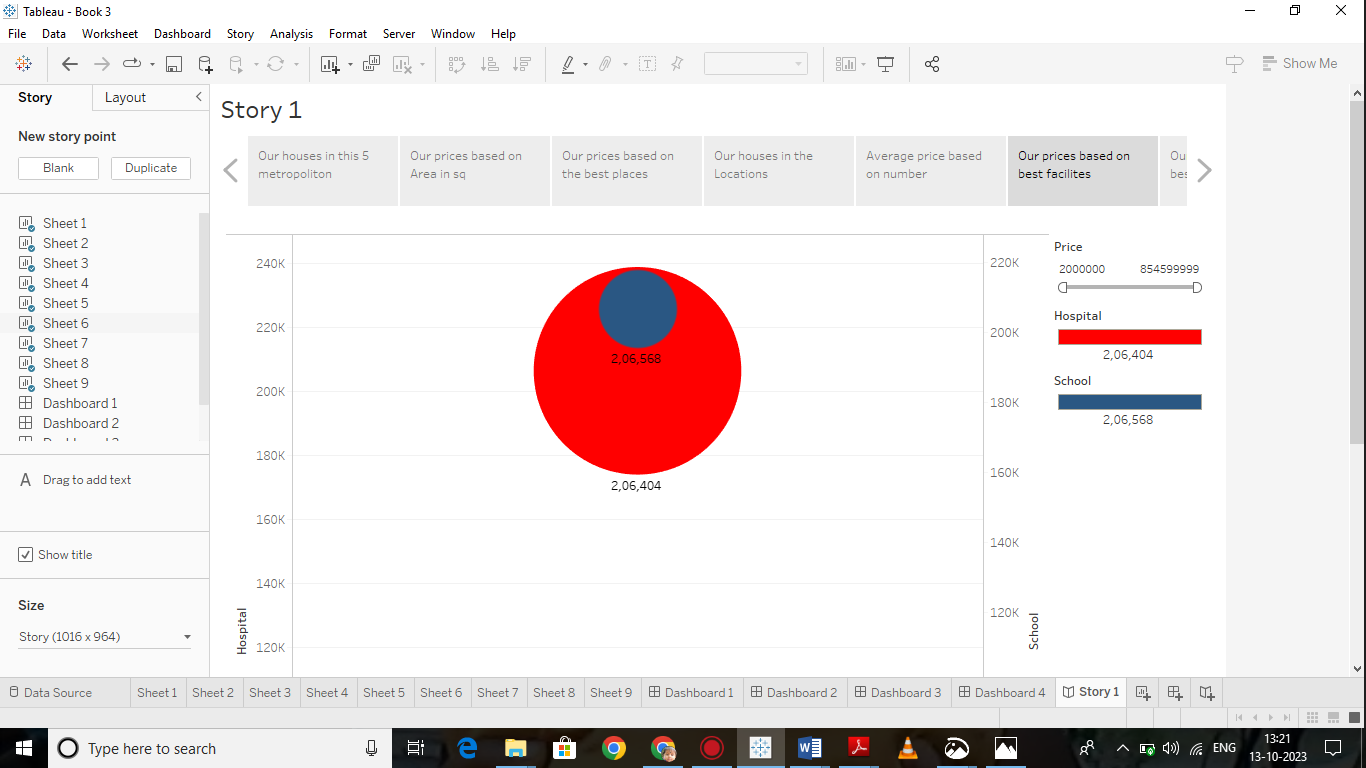 Tableau - Book 3
File Data Worksheet Dashboard Story Analysis Format Server Window Help
Show Me
Story Layout
New story point
Blank Duplicate
Sheet 1
Sheet 2
Sheet 3
Sheet 4
Sheet 5
Sheet 6
Sheet 7
Sheet 8
Sheet 9
Dashboard 1
Dashboard 2
A Drag to add text
Show title
Size
Story (1016 x 964)
Story 1
Our houses in this 5
metropoliton
Our prices based on
Area in sq
Our prices based on
the best places
Our houses in the
Locations
Average price based
on number
Our prices based on
best facilites
Ou
bes
240K
220K
200K
180K
160K
140K
120K
Hospital
2,06,568
2,06,404
220K
200K
180K
160K
140K
120K
School
Price
2000000 854599999
Hospital
2,06,404
School
2,06,568
Data Source Sheet 1 Sheet 2 Sheet 3 Sheet 4 Sheet 5 Sheet 6 Sheet 7 Sheet 8 Sheet 9 Dashboard 1 Dashboard 2 Dashboard 3 Dashboard 4 Story 1
Type here to search
ENG
13:21
13-10-2023